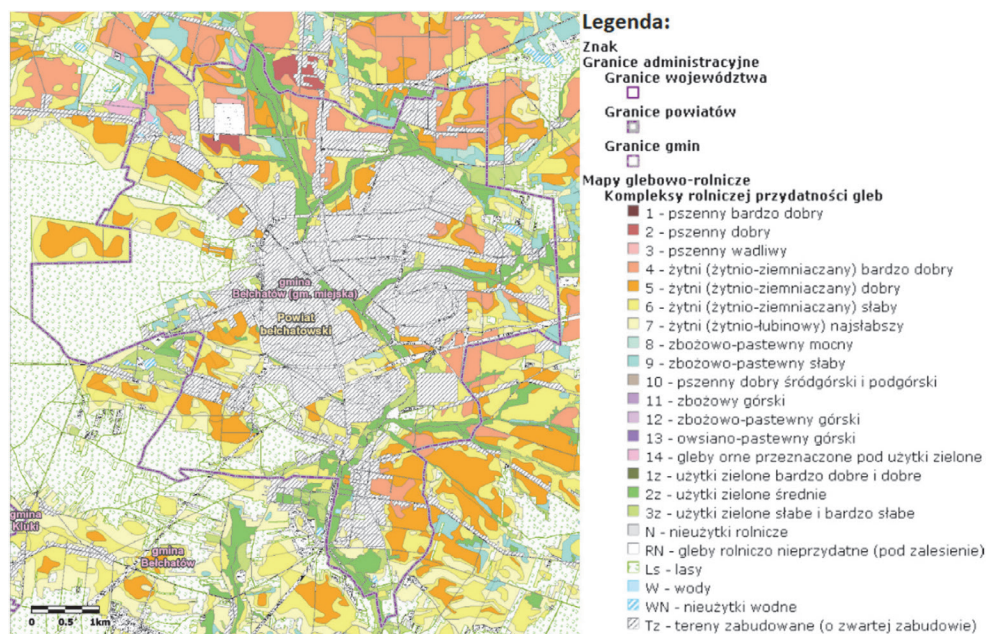 gmina
Bełchatów (gm. miejska)
Powiat
bełchatowski
gmina
Kluki
gmina
Bełchatów
0 0.5 1km
Legenda:
Znak
Granice administracyjne
Granice województwa
Granice powiatów
Granice gmin
Mapy glebowo-rolnicze
Kompleksy rolniczej przydatności gleb
1 - pszenny bardzo dobry
2 - pszenny dobry
3 - pszenny wadliwy
4 - żytni (żytnio-ziemniaczany) bardzo dobry
5 - żytni (żytnio-ziemniaczany) dobry
6 - żytni (żytnio-ziemniaczany) słaby
7 - żytni (żytnio-łubinowy) najsłabszy
8 - zbożowo-pastewny mocny
9 - zbożowo-pastewny słaby
10 - pszenny dobry śródgórski i podgórski
11 - zbożowy górski
12 - zbożowo-pastewny górski
13 - owsiano-pastewny górski
14 - gleby orne przeznaczone pod użytki zielone
1z - użytki zielone bardzo dobre i dobre
2z - użytki zielone średnie
3z - użytki zielone słabe i bardzo słabe
N - nieużytki rolnicze
RN - gleby rolniczo nieprzydatne (pod zalesienie)
Ls - lasy
W - wody
WN - nieużytki wodne
Tz - tereny zabudowane (o zwartej zabudowie)